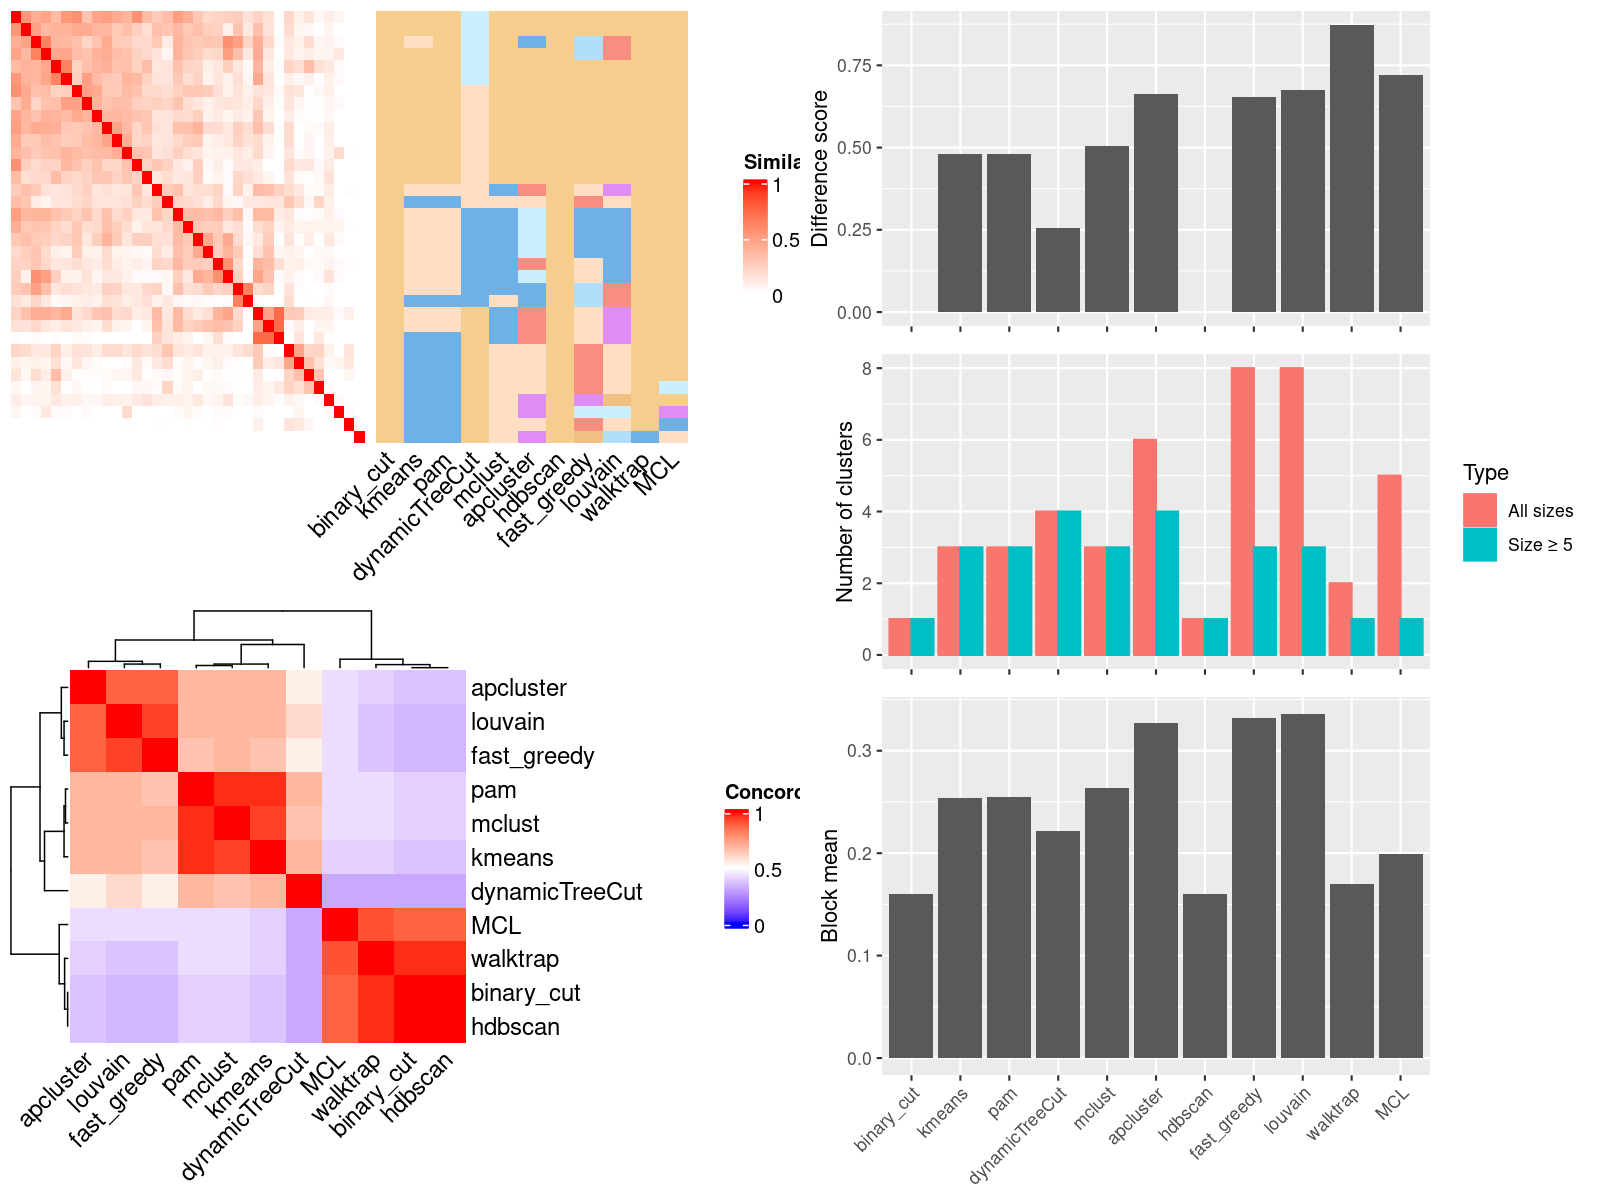 Simila
1
0.5
0
binary_cut
kmeans
pam
dynamicTreeCut
mclust
apcluster
hdbscan
fast_greedy
louvain
walktrap
MCL
Difference score
0.75
0.50
0.25
0.00
Number of clusters
8
6
4
2
0
Type
All sizes
Size ≥ 5
apcluster
louvain
fast_greedy
pam
mclust
kmeans
dynamicTreeCut
MCL
walktrap
binary_cut
hdbscan
apcluster
louvain
fast_greedy
pam
mclust
kmeans
dynamicTreeCut
MCL
walktrap
binary_cut
hdbscan
Concord
1
0.5
0
Block mean
0.3
0.2
0.1
0.0
binary_cut
kmeans
pam
dynamicTreeCut
mclust
apcluster
hdbscan
fast_greedy
louvain
walktrap
MCL